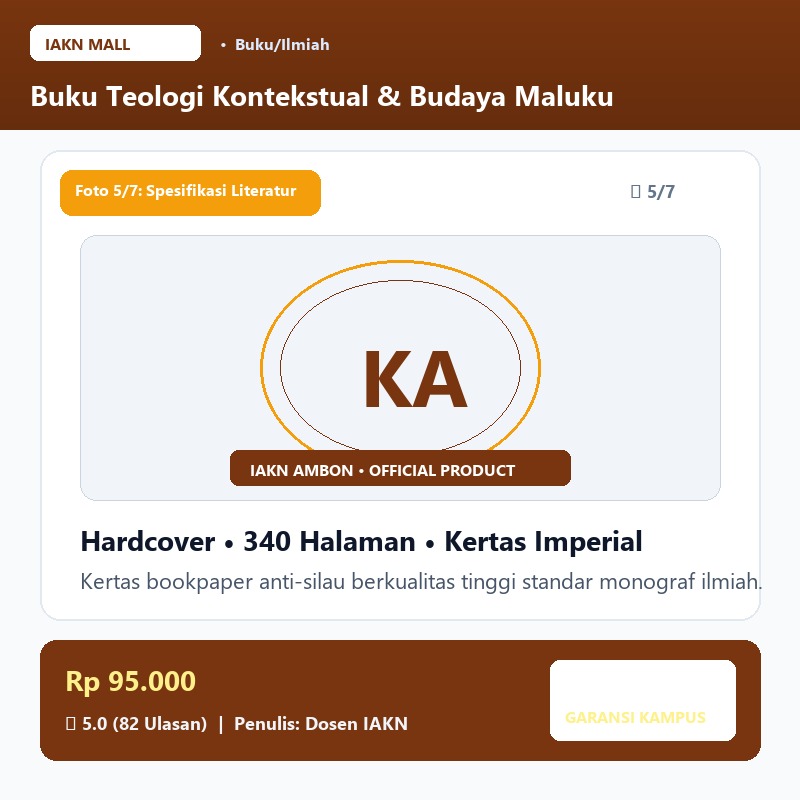 IAKN MALL
• Buku/Ilmiah
Buku Teologi Kontekstual & Budaya Maluku
Foto 5/7: Spesifikasi Literatur
5/7
KA
IAKN AMBON • OFFICIAL PRODUCT
Hardcover • 340 Halaman • Kertas Imperial
Kertas bookpaper anti-silau berkualitas tinggi standar monograf ilmiah.
Rp 95.000
5.0 (82 Ulasan) | Penulis: Dosen IAKN
GARANSI KAMPUS